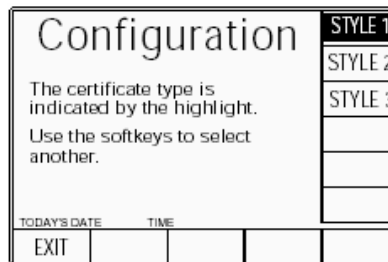 Configuration
STYLE 1
STYLE 2
STYLE 3
The certificate type is
indicated by the highlight.
Use the softkeys to select
another.
TODAY'S DATE TIME
EXIT